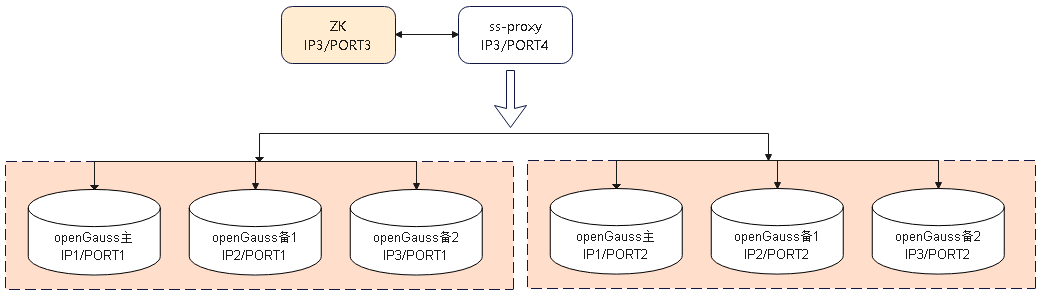 ZK
IP3/PORT3
ss-proxy
IP3/PORT4
openGauss主
IP1/PORT1
openGauss备1
IP2/PORT1
openGauss备2
IP3/PORT1
openGauss主
IP1/PORT2
openGauss备1
IP2/PORT2
openGauss备2
IP3/PORT2